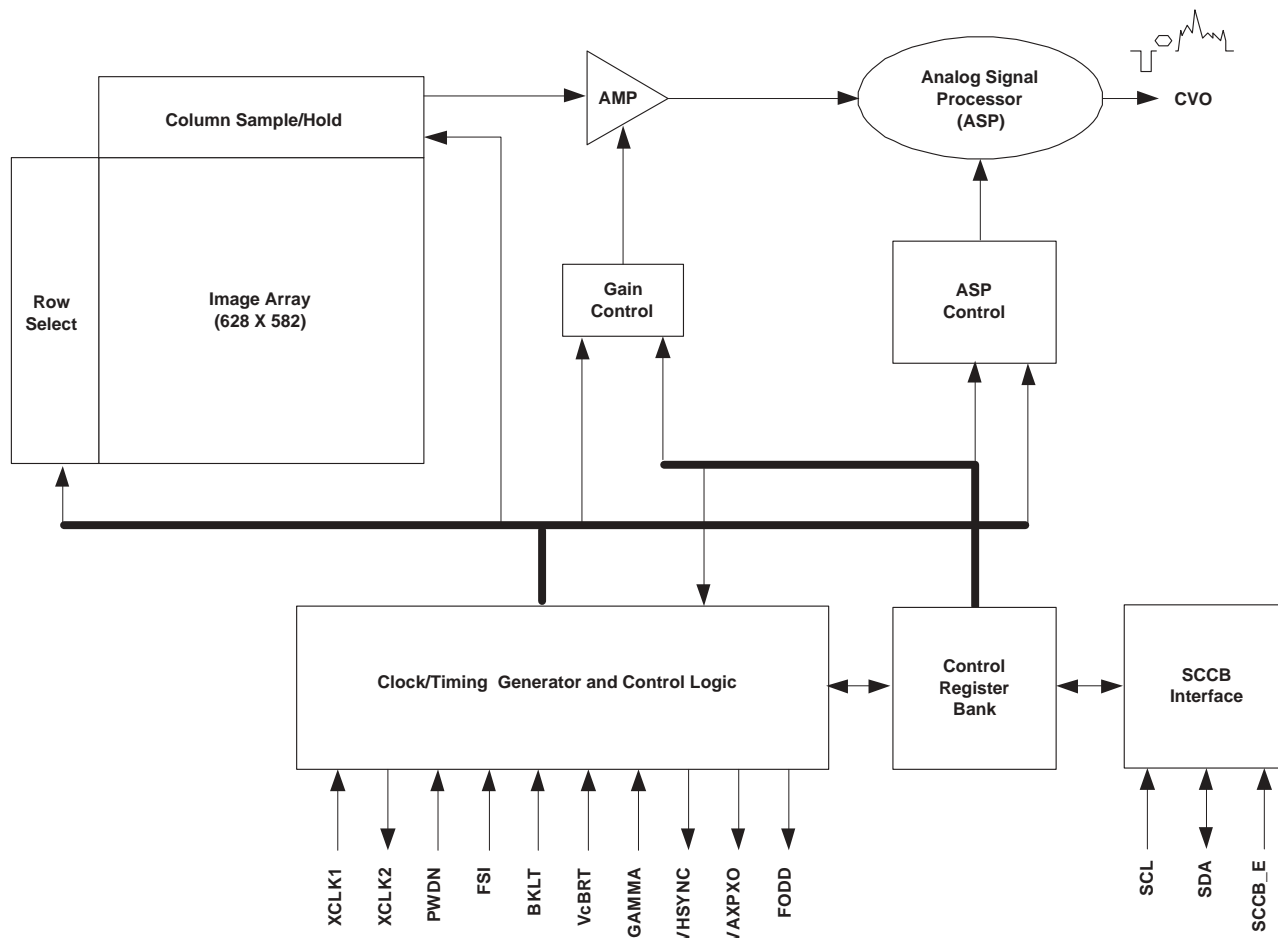 Column Sample/Hold
AMP
Analog Signal
Processor
(ASP)
CVO
Row
Select
Image Array
(628 X 582)
Gain
Control
ASP
Control
Clock/Timing Generator and Control Logic
Control
Register
Bank
SCCB
Interface
XCLK1
XCLK2
PWDN
FSI
BKLT
VcBRT
GAMMA
VHSYNC
VAXPXO
FODD
SCL
SDA
SCCB_E